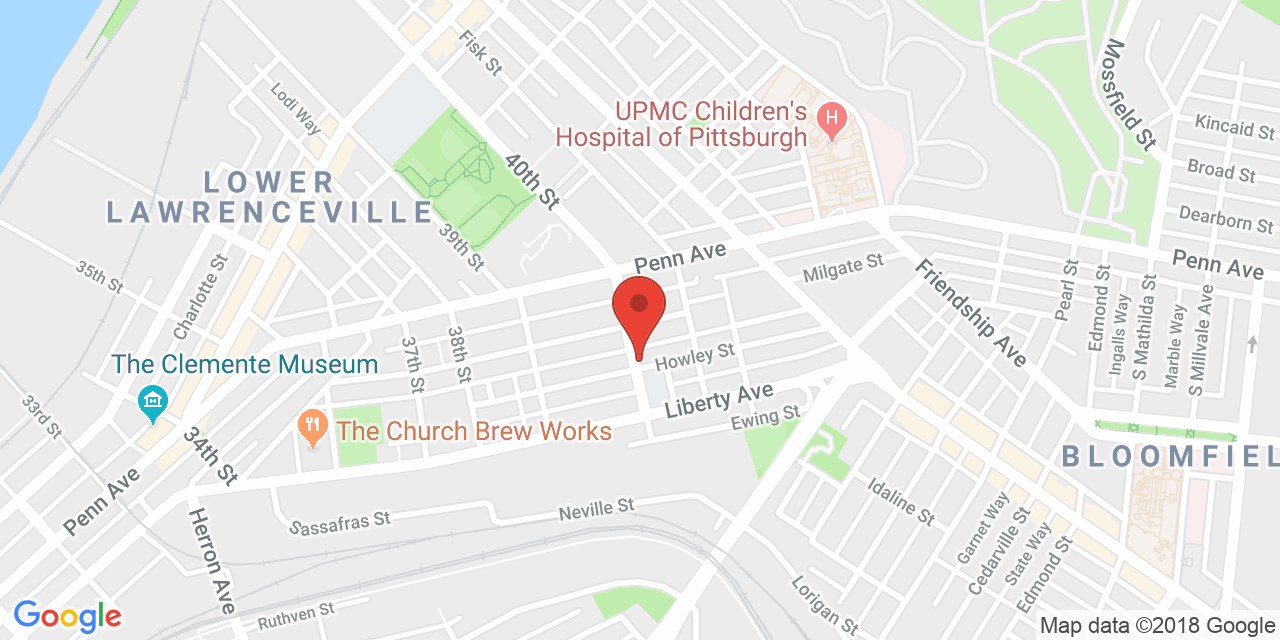 Fisk St
Mossfield St
Lodi Way
UPMC Children's
Hospital of Pittsburgh
H
Kincaid St
40th St
Broad St
LOWER
LAWRENCEVILLE
Dearborn St
39th St
Penn Ave
Penn Ave
35th St
Charlotte St
Milgate St
Friendship Ave
Pearl St
Edmond St
Ingalls Way
S Mathilda St
Marble Way
S Millvale Ave
37th St
38th St
Howley St
The Clemente Museum
Liberty Ave
Ewing St
33rd St
34th St
The Church Brew Works
BLOOMFIEL
Penn Ave
Idaline St
Sassafras St
Neville St
Herron Ave
Garnet Way
Cedarville St
State Way
Edmond St
Ruthven St
Lorigan St
Google
Map data ©2018 Google